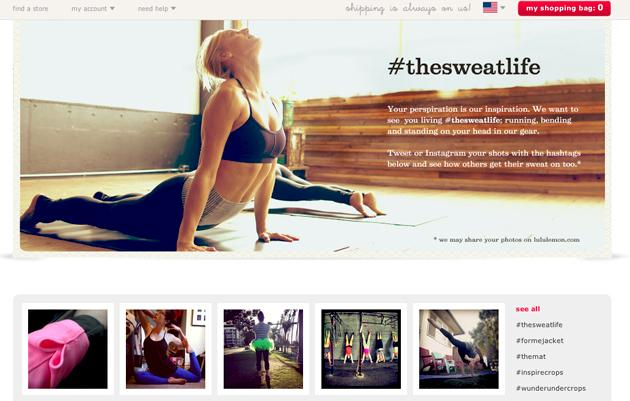 find a store my account need help shipping is always on us! my shopping bag: 0
#thesweatlife
Your perspiration is our inspiration. We want to
see you living #thesweatlife; running, bending
and standing on your head in our gear.
Tweet or Instagram your shots with the hashtags
below and see how others get their sweat on too.*
* we may share your photos on lululemon.com
see all
#thesweatlife
#formejacket
#themat
#inspirecrops
#wunderundercrops